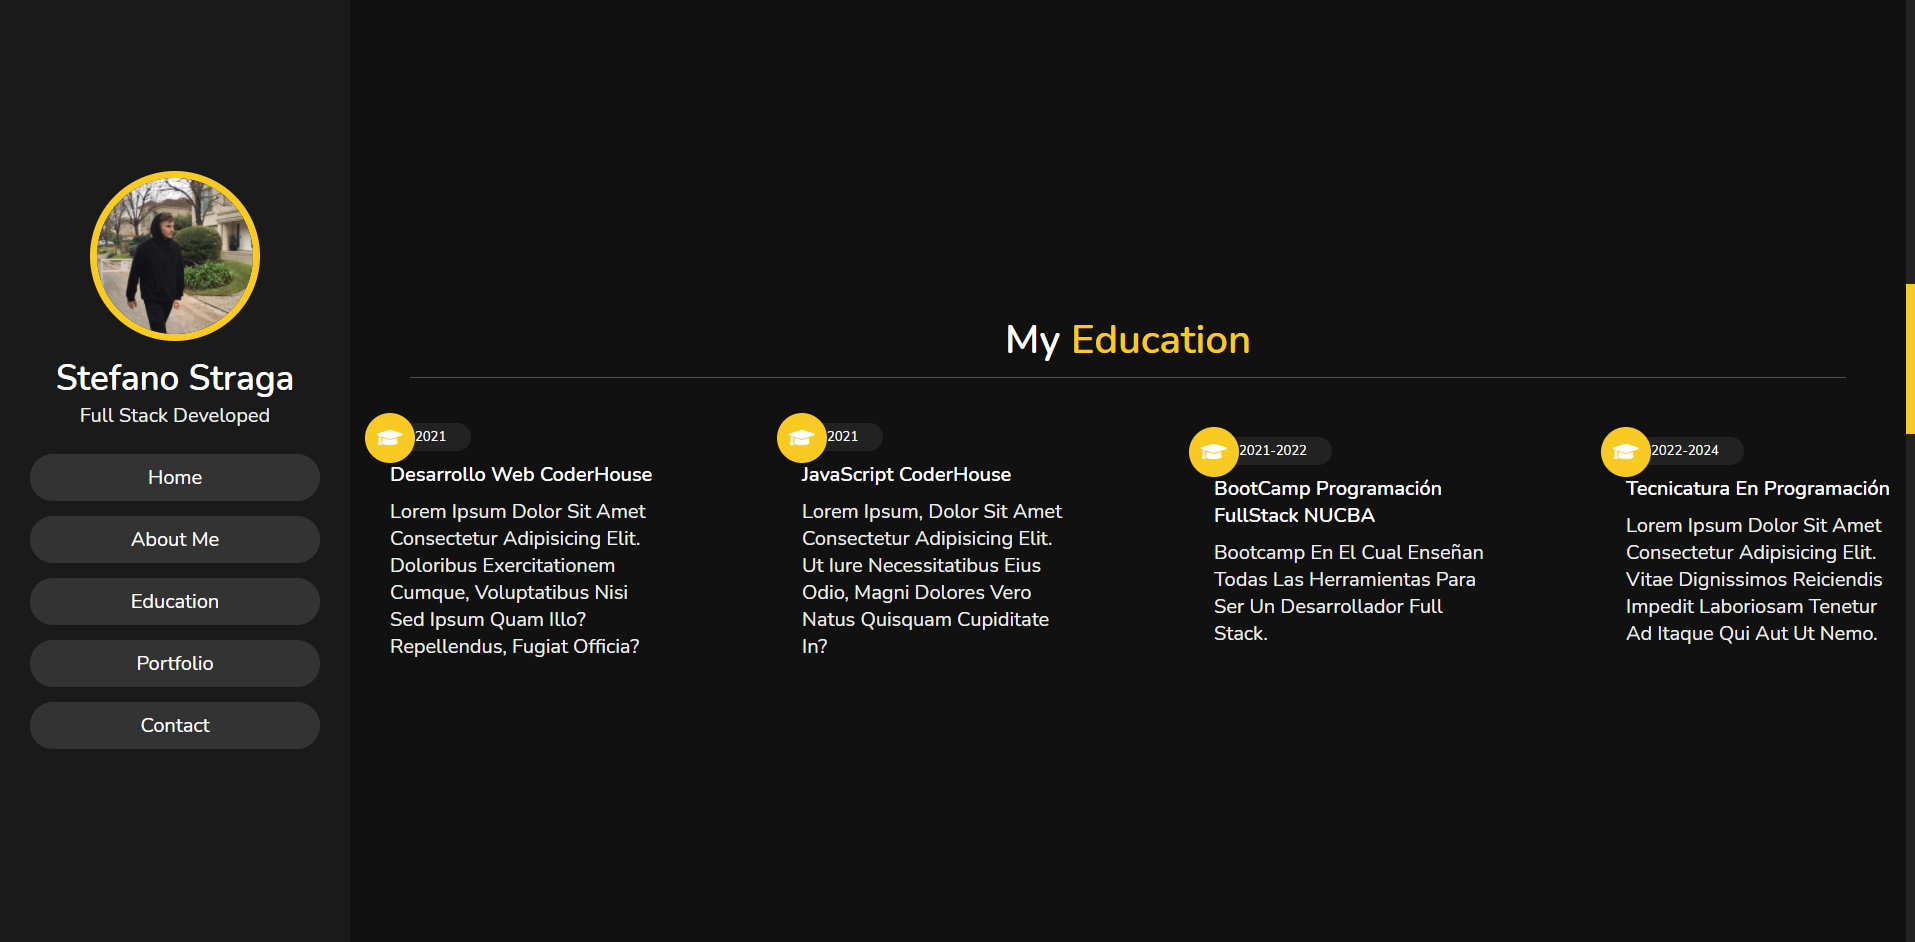 Stefano Straga
Full Stack Developed
Home
About Me
Education
Portfolio
Contact
My Education
2021
Desarrollo Web CoderHouse
Lorem Ipsum Dolor Sit Amet
Consectetur Adipisicing Elit.
Doloribus Exercitationem
Cumque, Voluptatibus Nisi
Sed Ipsum Quam Illo?
Repellendus, Fugiat Officia?
2021
JavaScript CoderHouse
Lorem Ipsum, Dolor Sit Amet
Consectetur Adipisicing Elit.
Ut Iure Necessitatibus Eius
Odio, Magni Dolores Vero
Natus Quisquam Cupiditate
In?
2021-2022
BootCamp Programación
FullStack NUCBA
Bootcamp En El Cual Enseñan
Todas Las Herramientas Para
Ser Un Desarrollador Full
Stack.
2022-2024
Tecnicatura En Programación
Lorem Ipsum Dolor Sit Amet
Consectetur Adipisicing Elit.
Vitae Dignissimos Reiciendis
Impedit Laboriosam Tenetur
Ad Itaque Qui Aut Ut Nemo.